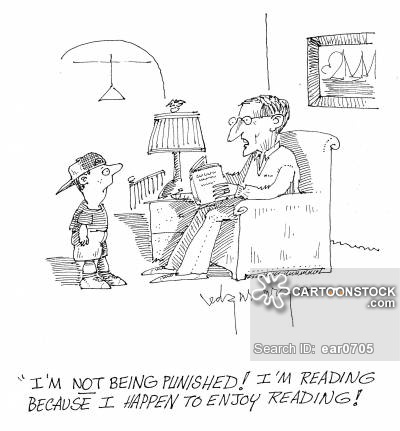 CARTOONSTOCK
.com
Search ID: ear0705
"I'M NOT BEING PUNISHED! I'M READING
BECAUSE I HAPPEN TO ENJOY READING!